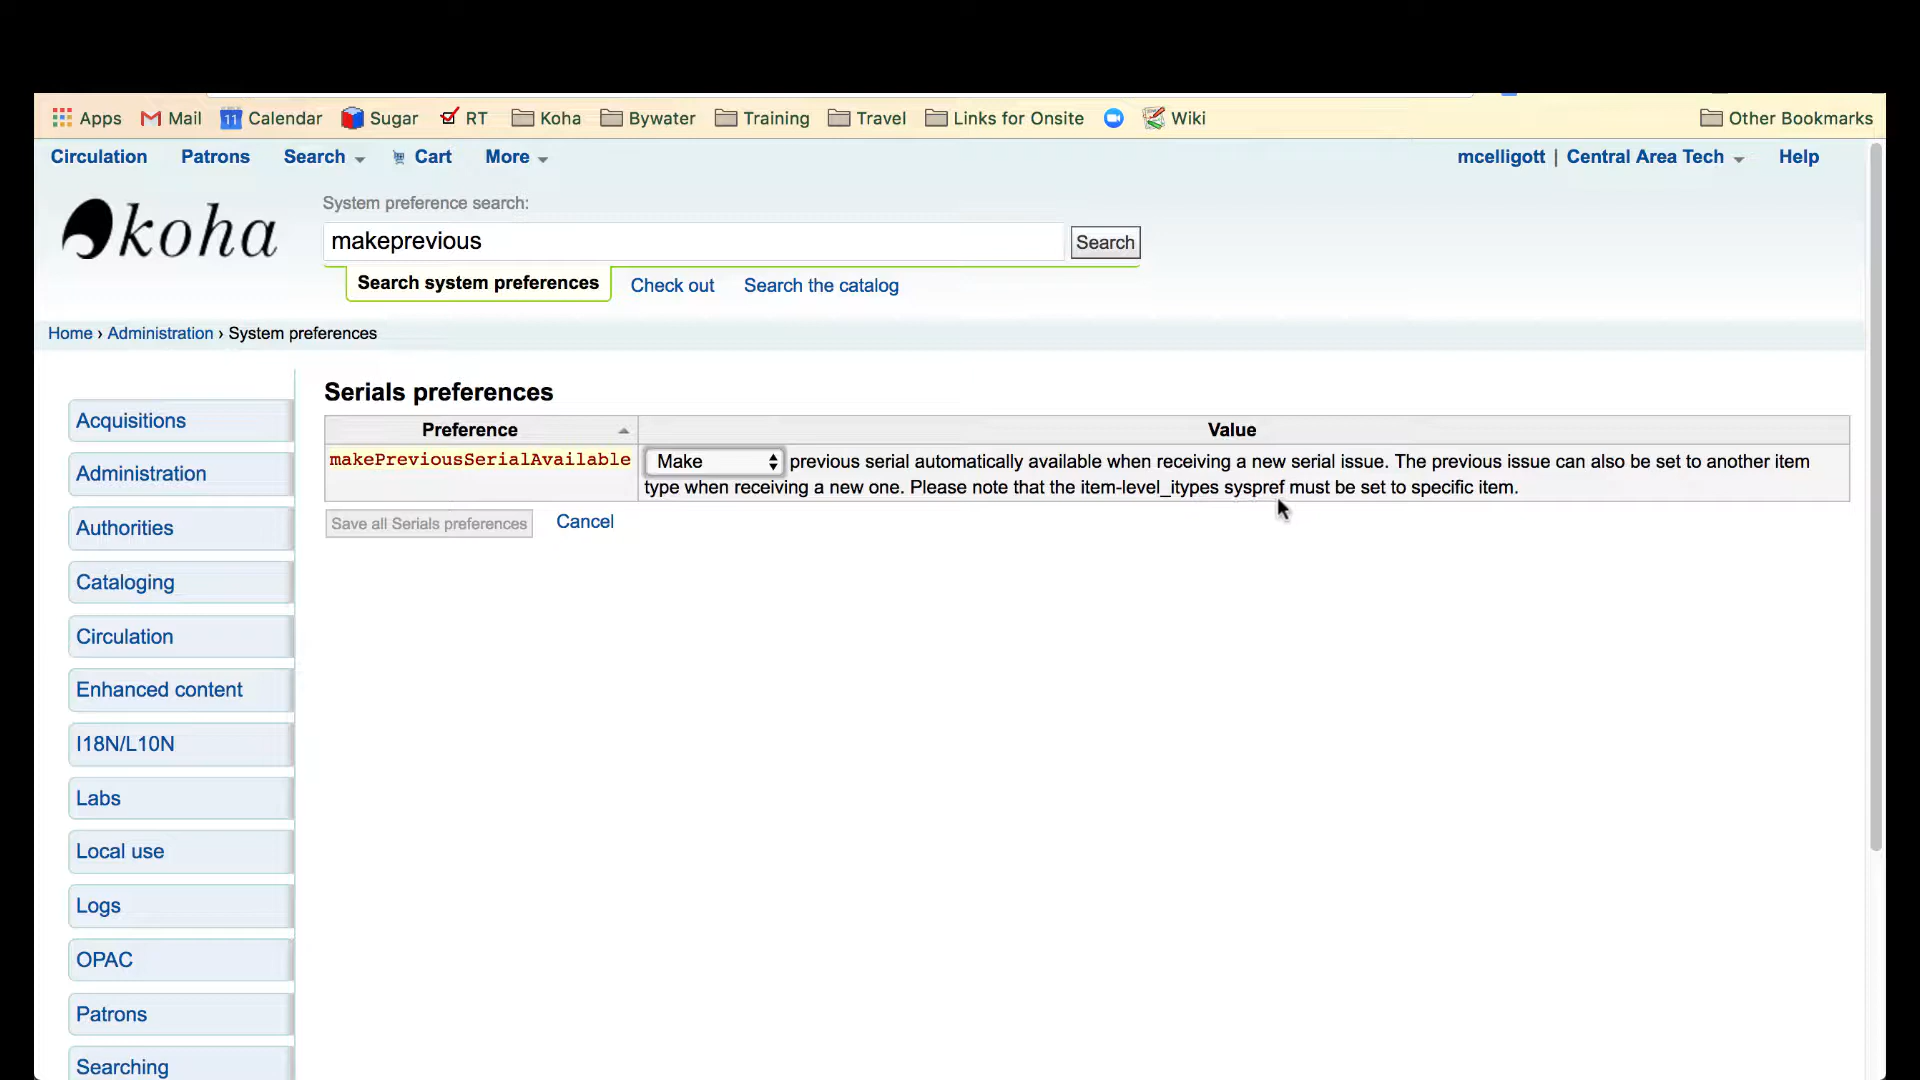 Apps Mail 11 Calendar Sugar RT Koha Bywater Training Travel Links for Onsite Wiki Other Bookmarks
Circulation Patrons Search Cart More mcelligott | Central Area Tech Help
koha
System preference search:
makeprevious Search
Search system preferences Check out Search the catalog
Home › Administration › System preferences
Serials preferences
Preference Value
makePreviousSerialAvailable Make previous serial automatically available when receiving a new serial issue. The previous issue can also be set to another item
type when receiving a new one. Please note that the item-level_itypes syspref must be set to specific item.
Save all Serials preferences Cancel
Acquisitions
Administration
Authorities
Cataloging
Circulation
Enhanced content
I18N/L10N
Labs
Local use
Logs
OPAC
Patrons
Searching